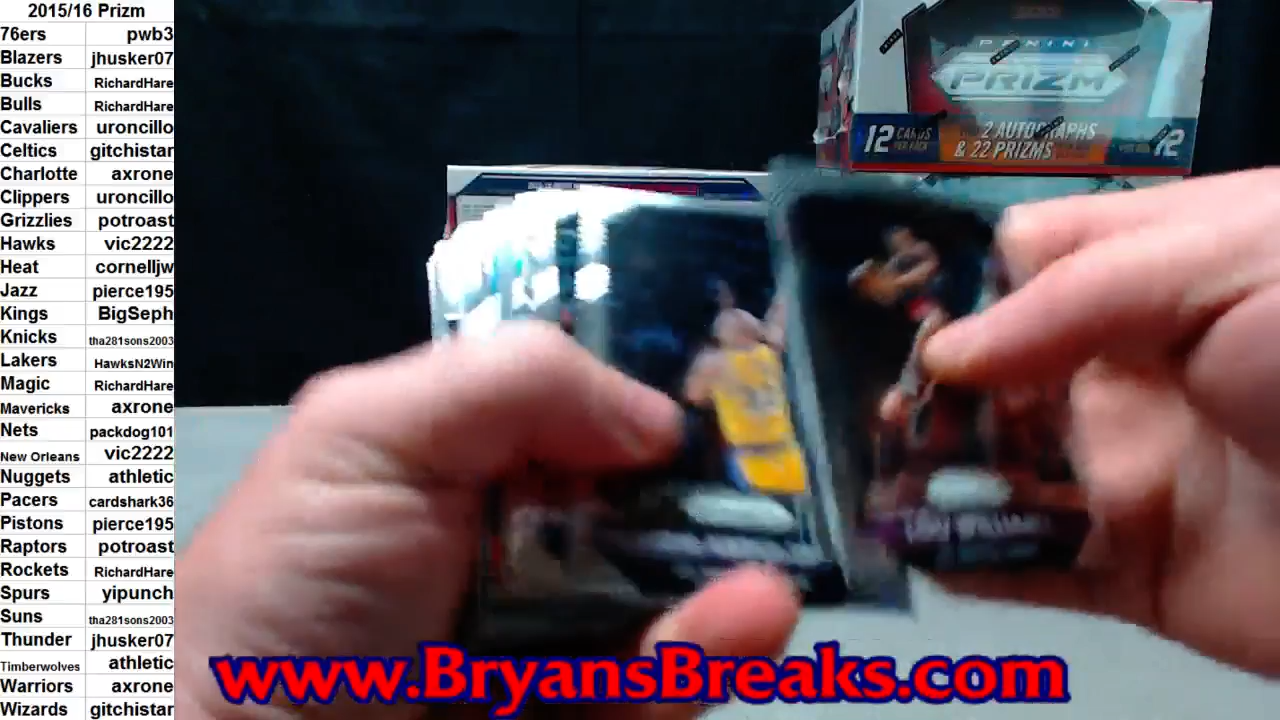 2015/16 Prizm
76ers pwb3
Blazers jhusker07
Bucks RichardHare
Bulls RichardHare
Cavaliers uroncillo
Celtics gitchistar
Charlotte axrone
Clippers uroncillo
Grizzlies potroast
Hawks vic2222
Heat cornelljw
Jazz pierce195
Kings BigSeph
Knicks tha281sons2003
Lakers HawksN2Win
Magic RichardHare
Mavericks axrone
Nets packdog101
New Orleans vic2222
Nuggets athletic
Pacers cardshark36
Pistons pierce195
Raptors potroast
Rockets RichardHare
Spurs yipunch
Suns tha281sons2003
Thunder jhusker07
Timberwolves athletic
Warriors axrone
Wizards gitchistar
PANINI
PRIZM
12 CARDS PER PACK
2 AUTOGRAPHS
& 22 PRIZMS
www.BryansBreaks.com